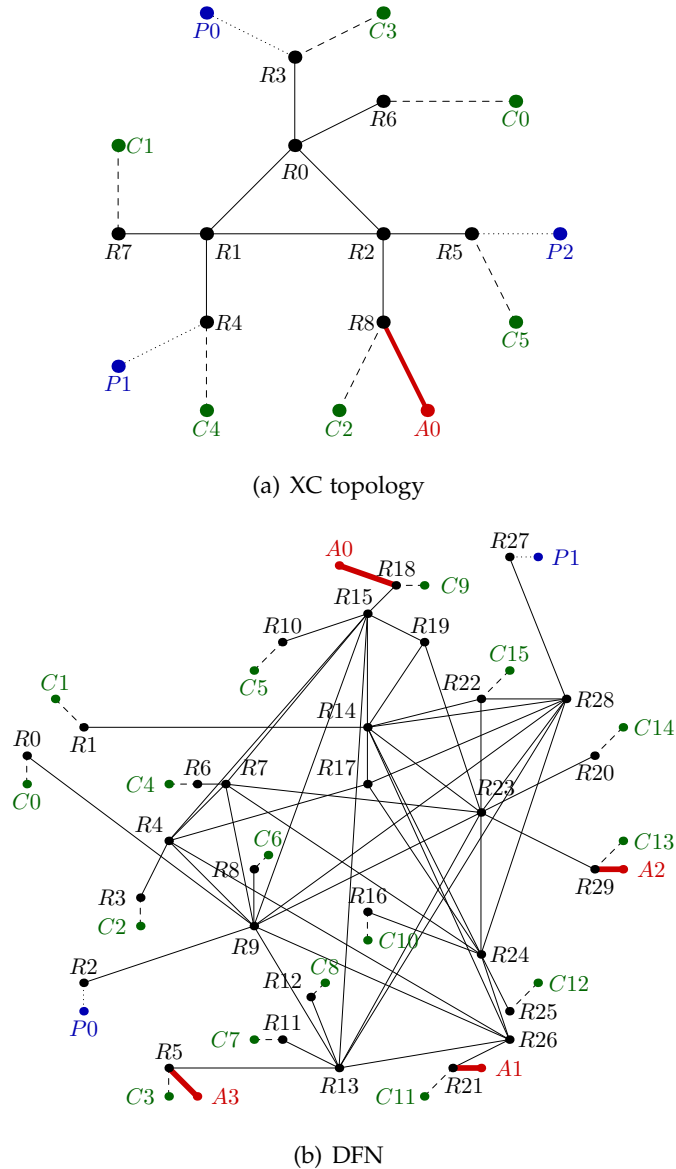 P0 C3
R3
R6 C0
C1
R0
R7 R1 R2 R5 P2
R4 R8 C5
P1
C4 C2 A0
(a) XC topology
R27 P1
A0 R18 C9
R15
R10 R19
C15
C5 R22 R28
C1
R14 C14
R0 R1
R20
C4 R6 R7 R17 R23
C0
R4 C6 C13
R8 R29 A2
R3 R16
C2 R9 C10
R24
R2 C8 C12
R12 R25
P0
C7 R11 R26
R5
R13 R21 A1
C3 A3 C11
(b) DFN